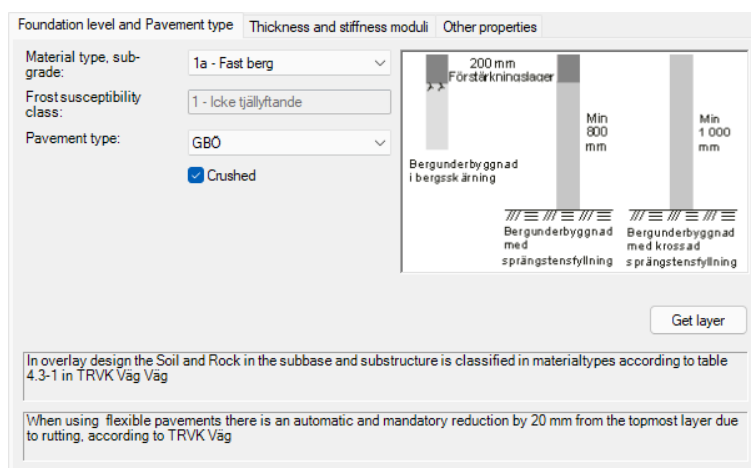 Foundation level and Pavement type
Thickness and stiffness moduli
Other properties
Material type, sub-
grade:
1a - Fast berg
Frost susceptibility
class:
1 - Icke tjällyftande
Pavement type:
GBÖ
Crushed
200 mm
Förstärkningslager
Min
800
mm
Min
1 000
mm
Bergunderbyggnad
i bergsskärning
Bergunderbyggnad
med
sprängstensfyllning
Bergunderbyggnad
med krossad
sprängstensfyllning
Get layer
In overlay design the Soil and Rock in the subbase and substructure is classified in materialtypes according to table
4.3-1 in TRVK Väg Väg
When using flexible pavements there is an automatic and mandatory reduction by 20 mm from the topmost layer due
to rutting, according to TRVK Väg